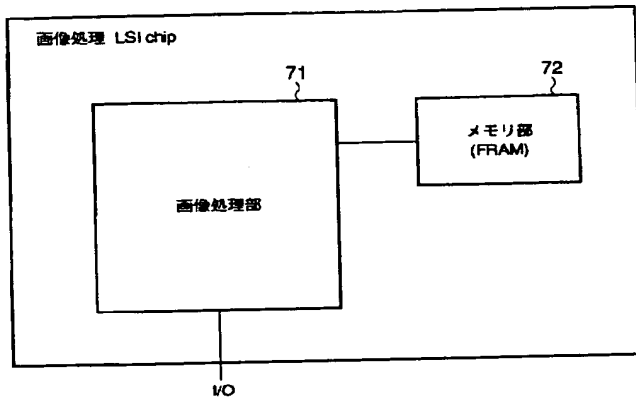 画像処理 LSI chip
71
72
メモリ部
(FRAM)
画像処理部
I/O